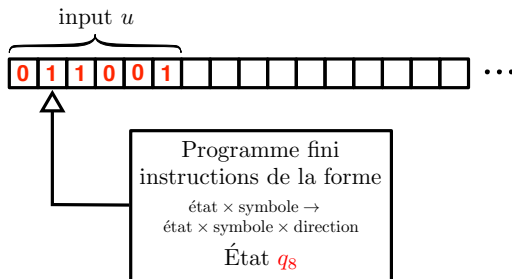 input u
0 1 1 0 0 1
...
Programme fini
instructions de la forme
état × symbole →
état × symbole × direction
État q₈